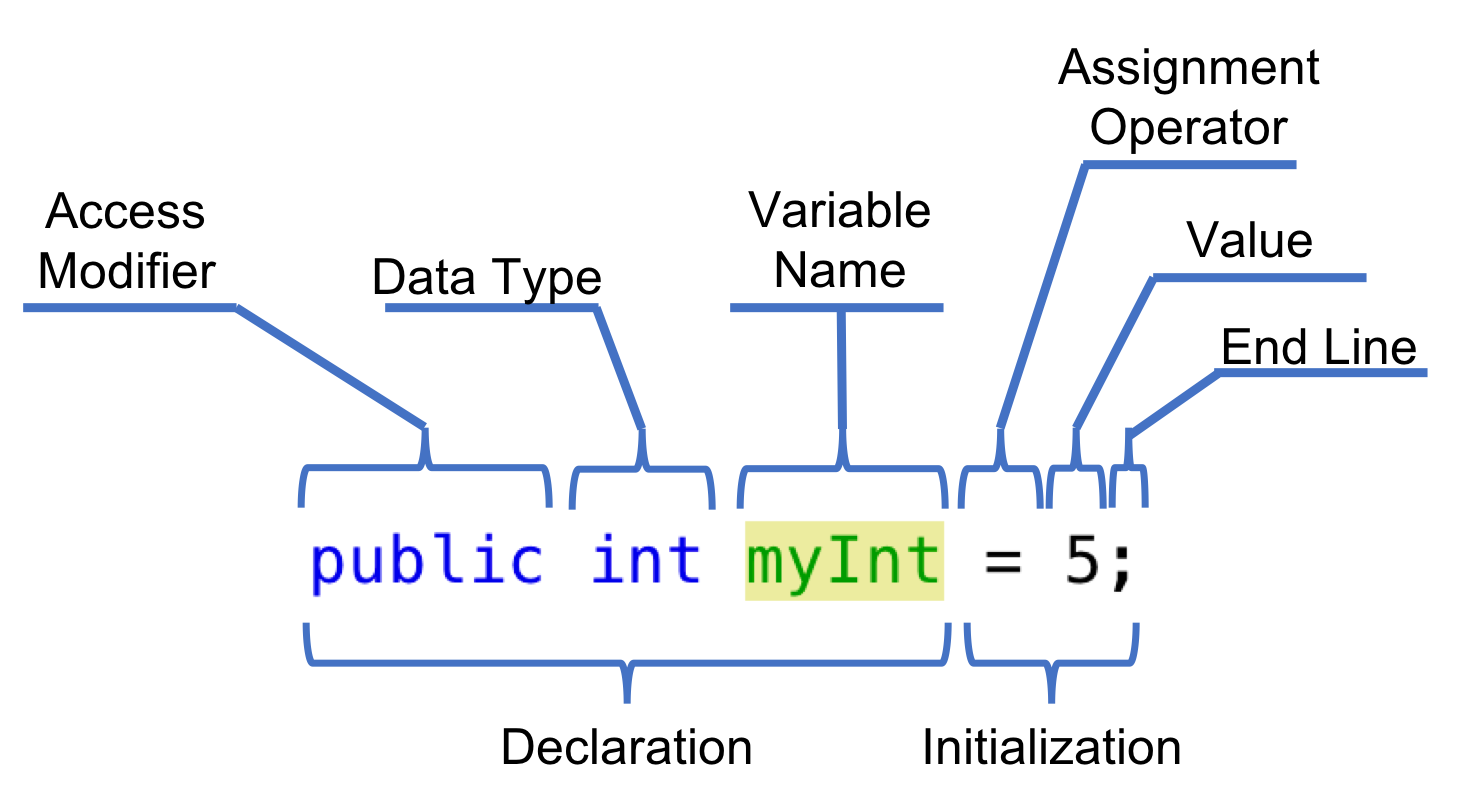 Assignment
Operator
Access
Modifier
Data Type
Variable
Name
Value
End Line
public int myInt = 5;
Declaration
Initialization